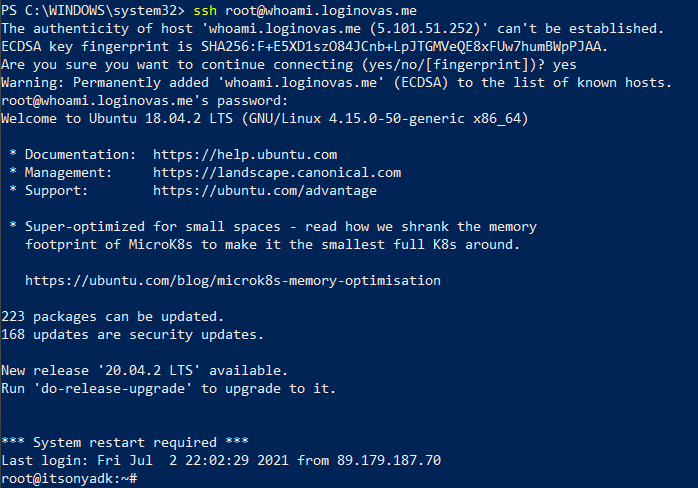 PS C:\WINDOWS\system32> ssh root@whoami.loginovas.me
The authenticity of host 'whoami.loginovas.me (5.101.51.252)' can't be established.
ECDSA key fingerprint is SHA256:F+E5XD1szO84JCnb+LpJTGMVeQE8xFUw7humBWpPJAA.
Are you sure you want to continue connecting (yes/no/[fingerprint])? yes
Warning: Permanently added 'whoami.loginovas.me' (ECDSA) to the list of known hosts.
root@whoami.loginovas.me's password:
Welcome to Ubuntu 18.04.2 LTS (GNU/Linux 4.15.0-50-generic x86_64)

 * Documentation:  https://help.ubuntu.com
 * Management:     https://landscape.canonical.com
 * Support:        https://ubuntu.com/advantage

 * Super-optimized for small spaces - read how we shrank the memory
   footprint of MicroK8s to make it the smallest full K8s around.

   https://ubuntu.com/blog/microk8s-memory-optimisation

223 packages can be updated.
168 updates are security updates.

New release '20.04.2 LTS' available.
Run 'do-release-upgrade' to upgrade to it.


*** System restart required ***
Last login: Fri Jul  2 22:02:29 2021 from 89.179.187.70
root@itsonyadk:~#